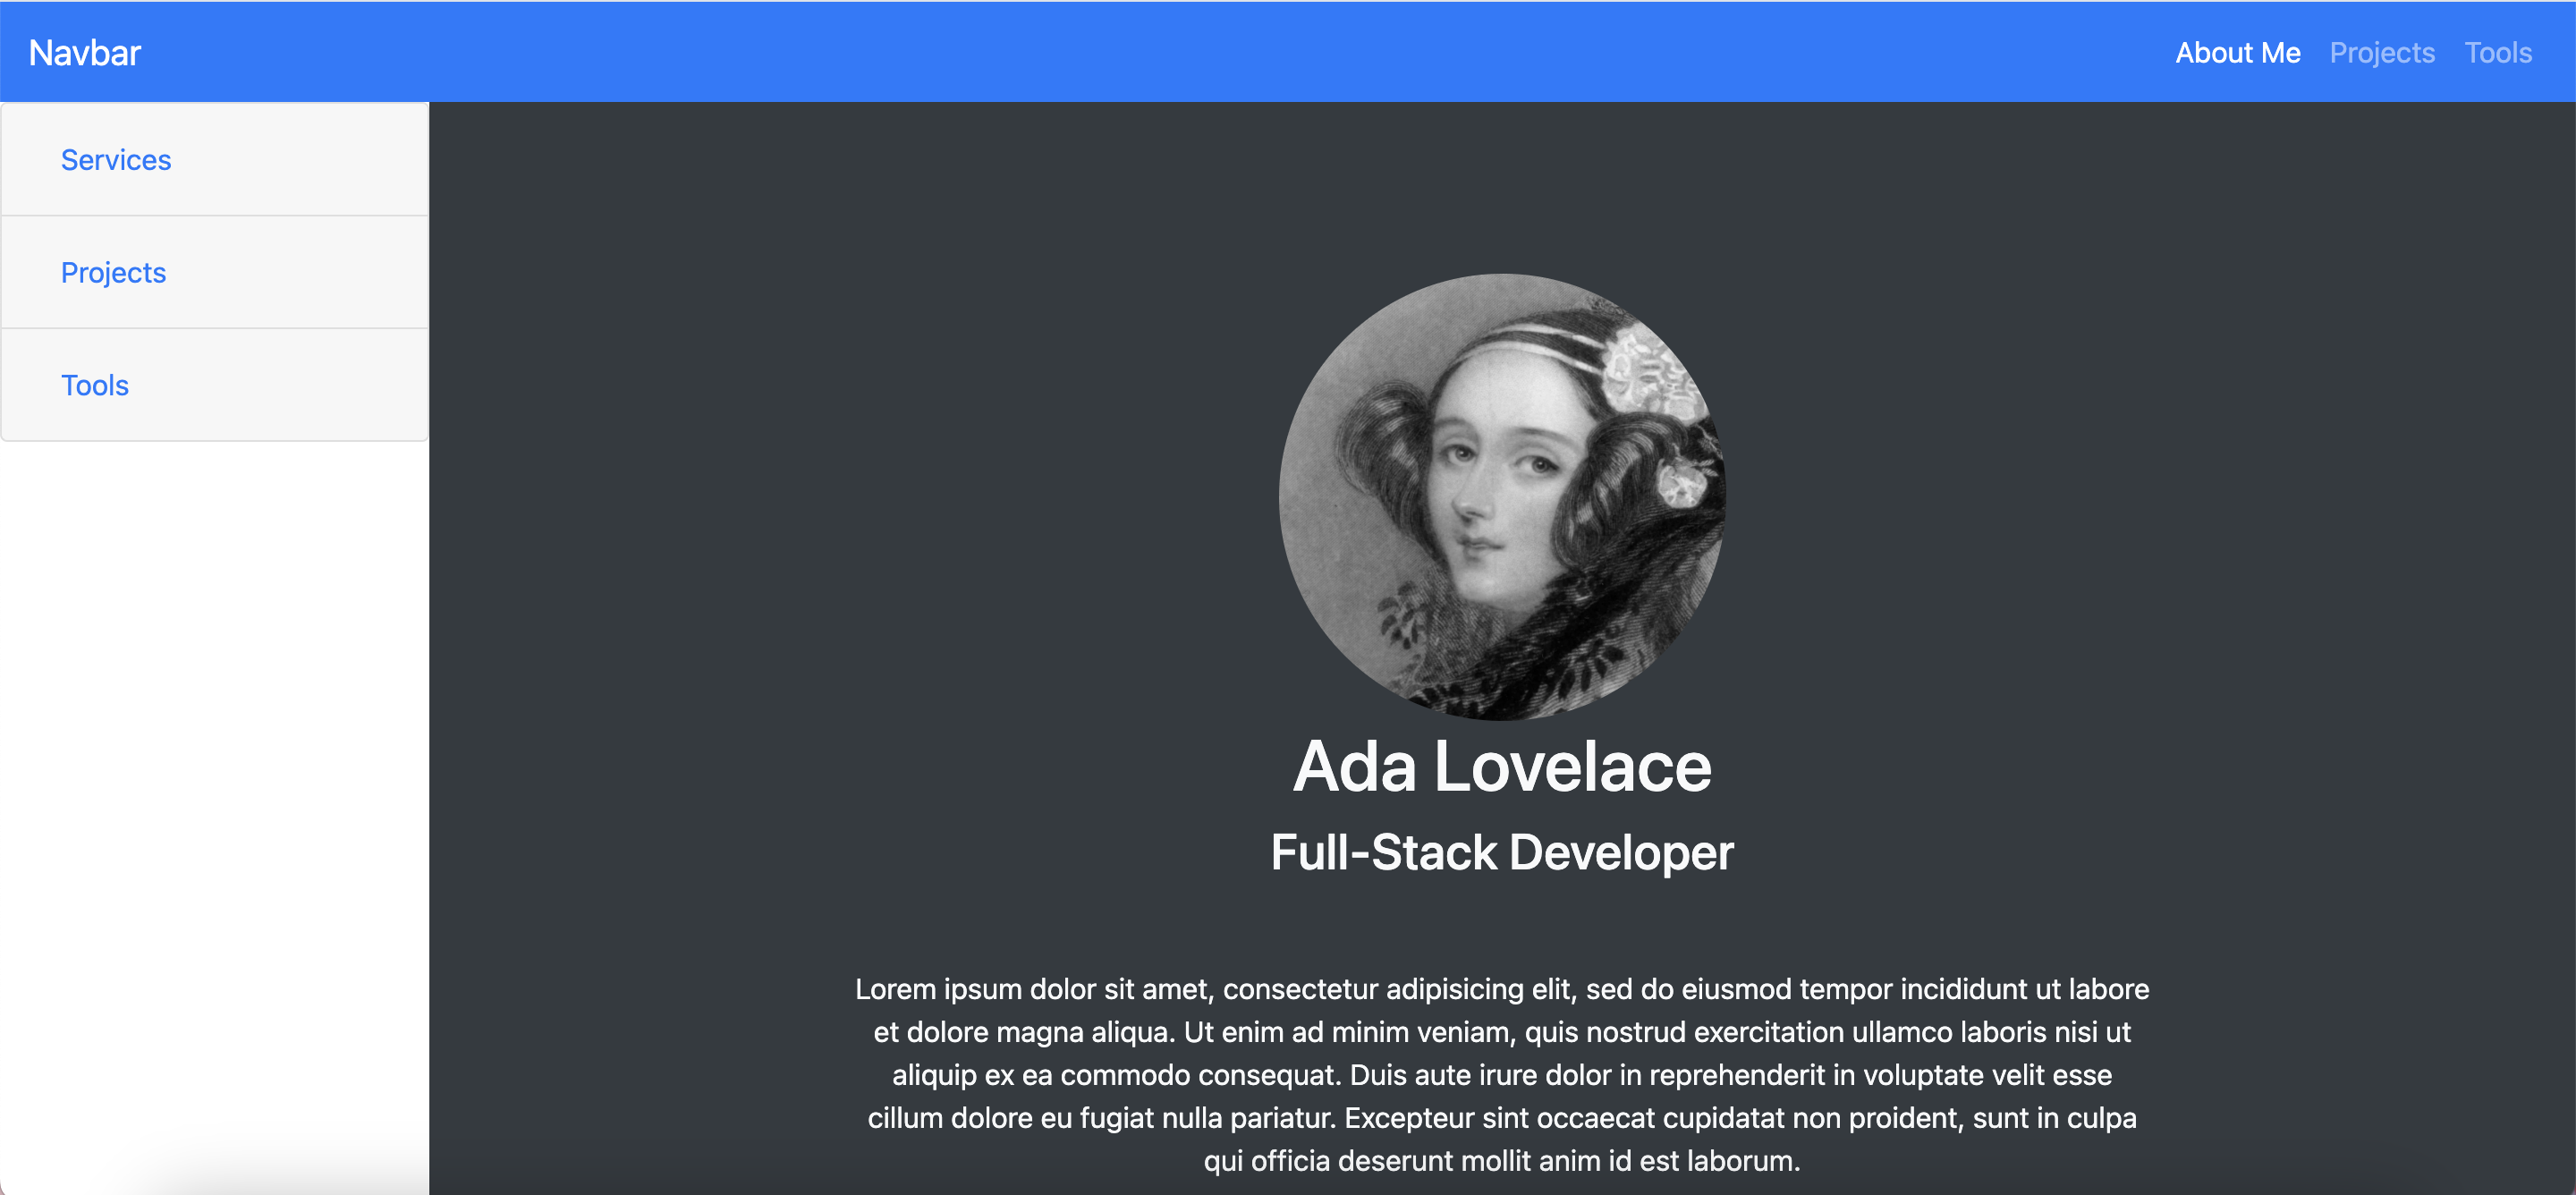 Navbar
About Me Projects Tools
Services
Projects
Tools
Ada Lovelace
Full-Stack Developer
Lorem ipsum dolor sit amet, consectetur adipisicing elit, sed do eiusmod tempor incididunt ut labore
et dolore magna aliqua. Ut enim ad minim veniam, quis nostrud exercitation ullamco laboris nisi ut
aliquip ex ea commodo consequat. Duis aute irure dolor in reprehenderit in voluptate velit esse
cillum dolore eu fugiat nulla pariatur. Excepteur sint occaecat cupidatat non proident, sunt in culpa
qui officia deserunt mollit anim id est laborum.